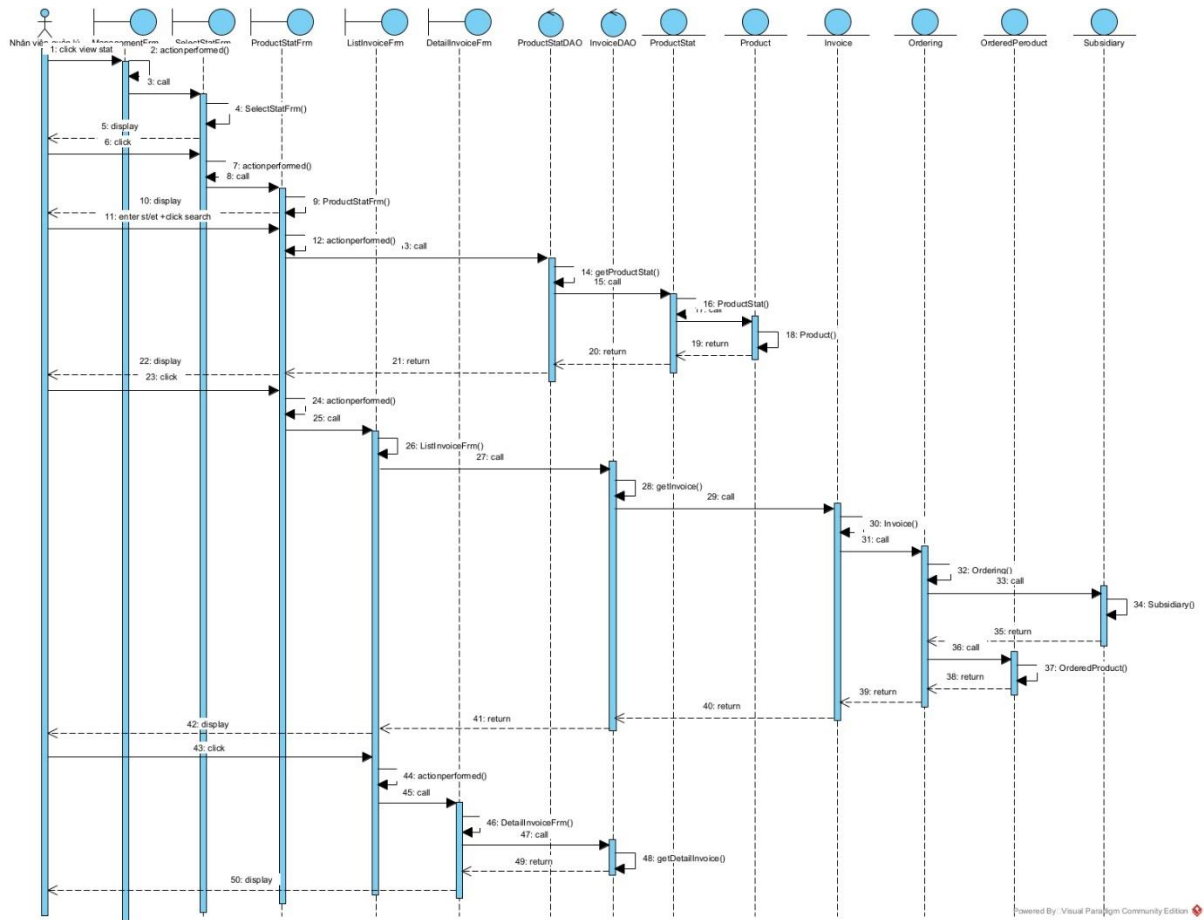 Nhân viên quản lý
ManagementFrm
SelectStatFrm
ProductStatFrm
ListInvoiceFrm
DetailInvoiceFrm
ProductStatDAO
InvoiceDAO
ProductStat
Product
Invoice
Ordering
OrderedPeroduct
Subsidiary
1: click view stat
2: actionperformed()
3: call
4: SelectStatFrm()
5: display
6: click
7: actionperformed()
8: call
9: ProductStatFrm()
10: display
11: enter st/et +click search
12: actionperformed()
3: call
14: getProductStat()
15: call
16: ProductStat()
call
18: Product()
19: return
20: return
21: return
22: display
23: click
24: actionperformed()
25: call
26: ListInvoiceFrm()
27: call
28: getInvoice()
29: call
30: Invoice()
31: call
32: Ordering()
33: call
34: Subsidiary()
35: return
36: call
37: OrderedProduct()
38: return
39: return
40: return
41: return
42: display
43: click
44: actionperformed()
45: call
46: DetailInvoiceFrm()
47: call
48: getDetailInvoice()
49: return
50: display
Powered By: Visual Paradigm Community Edition